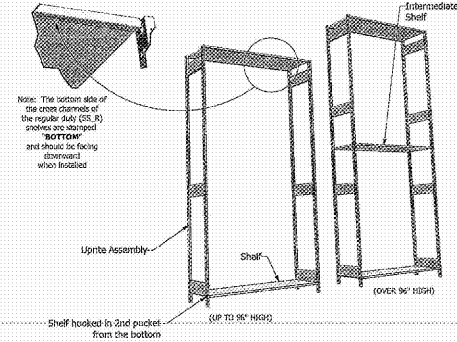 Intermediate
Shelf
Note: The bottom side of
the cross channels of
the regular duty (SS_R)
shelves are stamped
"BOTTOM"
and should be facing
downward
when installed
Uprite Assembly
Shelf
(OVER 96" HIGH)
(UP TO 96" HIGH)
Shelf hooked in 2nd pocket
from the bottom